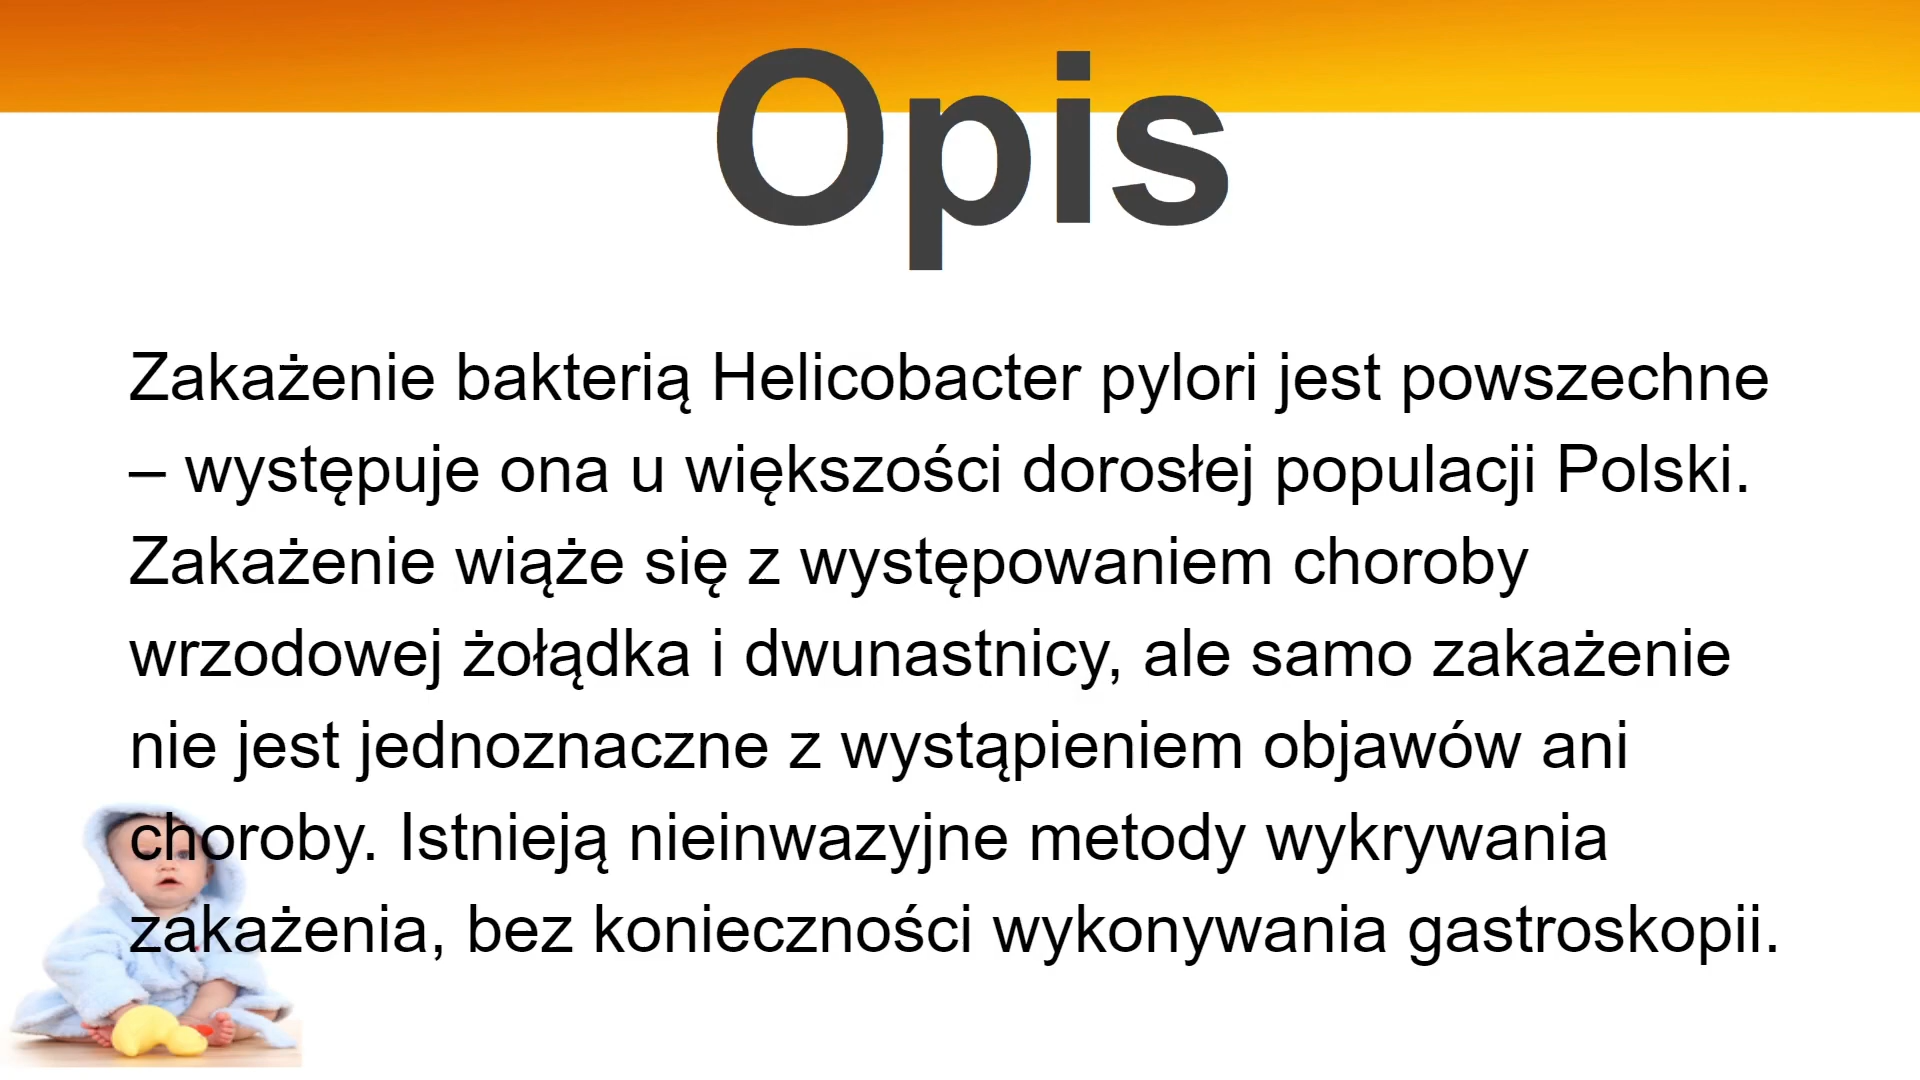 Opis
Zakażenie bakterią Helicobacter pylori jest powszechne
– występuje ona u większości dorosłej populacji Polski.
Zakażenie wiąże się z występowaniem choroby
wrzodowej żołądka i dwunastnicy, ale samo zakażenie
nie jest jednoznaczne z wystąpieniem objawów ani
choroby. Istnieją nieinwazyjne metody wykrywania
zakażenia, bez konieczności wykonywania gastroskopii.